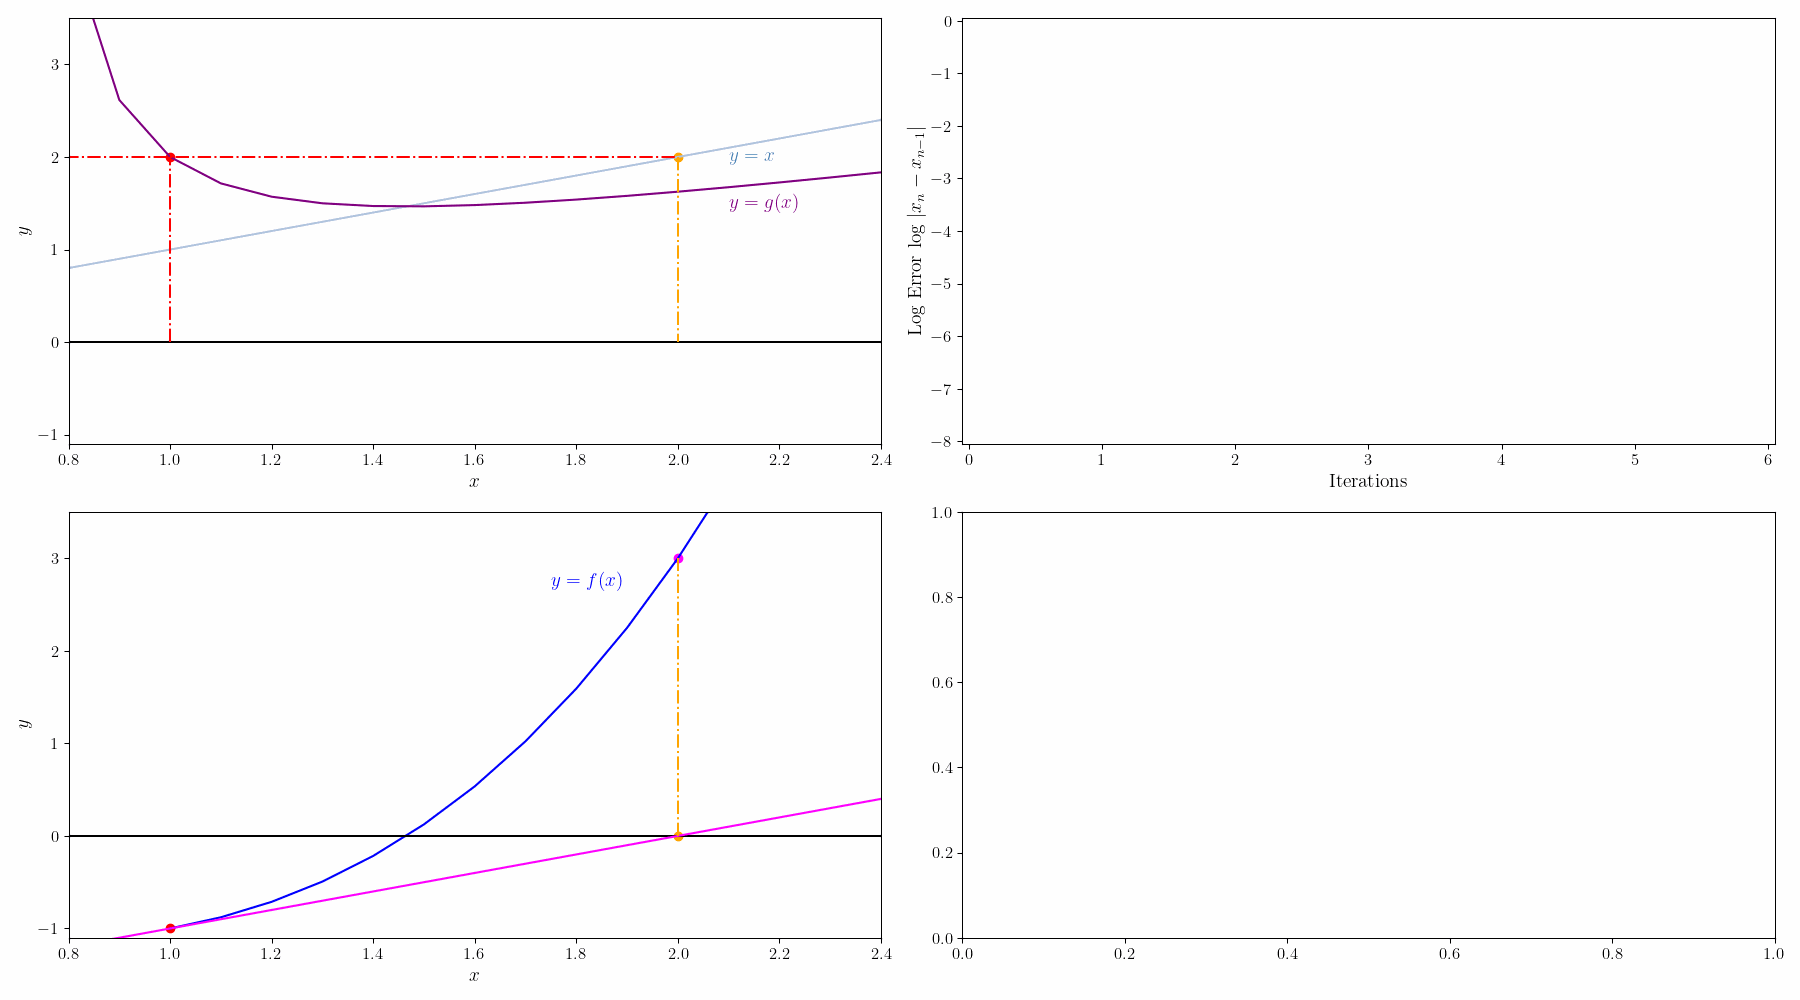 3
2
1
0
−1
y
y = x
y = g(x)
0.8 1.0 1.2 1.4 1.6 1.8 2.0 2.2 2.4
x
0
−1
−2
−3
−4
−5
−6
−7
−8
Log Error log |xₙ − xₙ₋₁|
0 1 2 3 4 5 6
Iterations
3
2
1
0
−1
y
y = f(x)
0.8 1.0 1.2 1.4 1.6 1.8 2.0 2.2 2.4
x
1.0
0.8
0.6
0.4
0.2
0.0
0.0 0.2 0.4 0.6 0.8 1.0